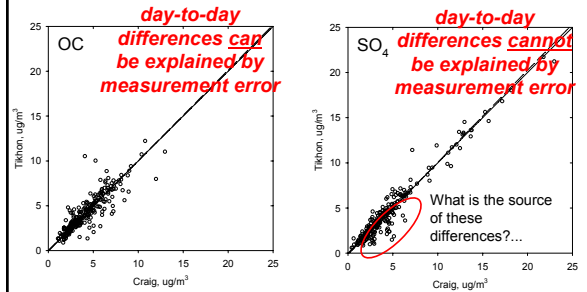 day-to-day
differences can
be explained by
measurement error
OC
25
20
15
10
5
1
Tikhon, ug/m3
0
5
10
15
20
25
Craig, ug/m3
day-to-day
differences cannot
be explained by
measurement error
SO4
25
20
15
10
5
1
Tikhon, ug/m3
0 1
5
10
15
20
25
Craig, ug/m3
What is the source
of these
differences?...